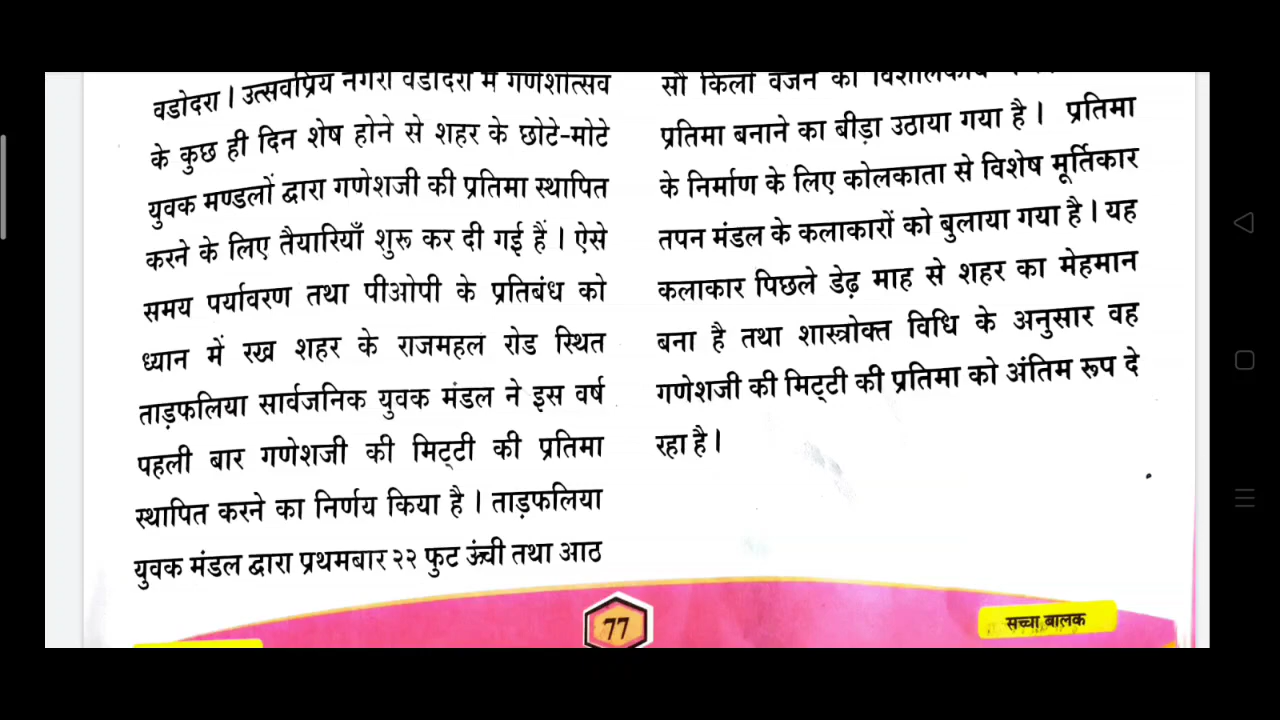 वडोदरा । उत्सवप्रिय नगरी वडोदरा में गणेशोत्सव
के कुछ ही दिन शेष होने से शहर के छोटे-मोटे
युवक मण्डलों द्वारा गणेशजी की प्रतिमा स्थापित
करने के लिए तैयारियाँ शुरू कर दी गई हैं । ऐसे
समय पर्यावरण तथा पीओपी के प्रतिबंध को
ध्यान में रख शहर के राजमहल रोड स्थित
ताड़फलिया सार्वजनिक युवक मंडल ने इस वर्ष
पहली बार गणेशजी की मिट्टी की प्रतिमा
स्थापित करने का निर्णय किया है । ताड़फलिया
युवक मंडल द्वारा प्रथमबार २२ फुट ऊंची तथा आठ
सौ किलो वजन की विशालकाय
प्रतिमा बनाने का बीड़ा उठाया गया है । प्रतिमा
के निर्माण के लिए कोलकाता से विशेष मूर्तिकार
तपन मंडल के कलाकारों को बुलाया गया है । यह
कलाकार पिछले डेढ़ माह से शहर का मेहमान
बना है तथा शास्त्रोक्त विधि के अनुसार वह
गणेशजी की मिट्टी की प्रतिमा को अंतिम रूप दे
रहा है ।
77
सच्चा बालक